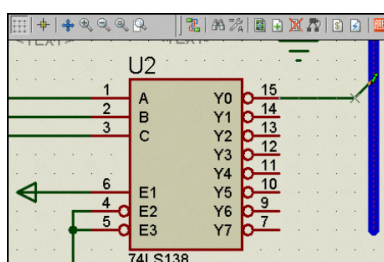 <TEXT>
U2
1 A Y0 15
2 B Y1 14
3 C Y2 13
Y3 12
Y4 11
6 E1 Y5 10
4 E2 Y6 9
5 E3 Y7 7
74LS138